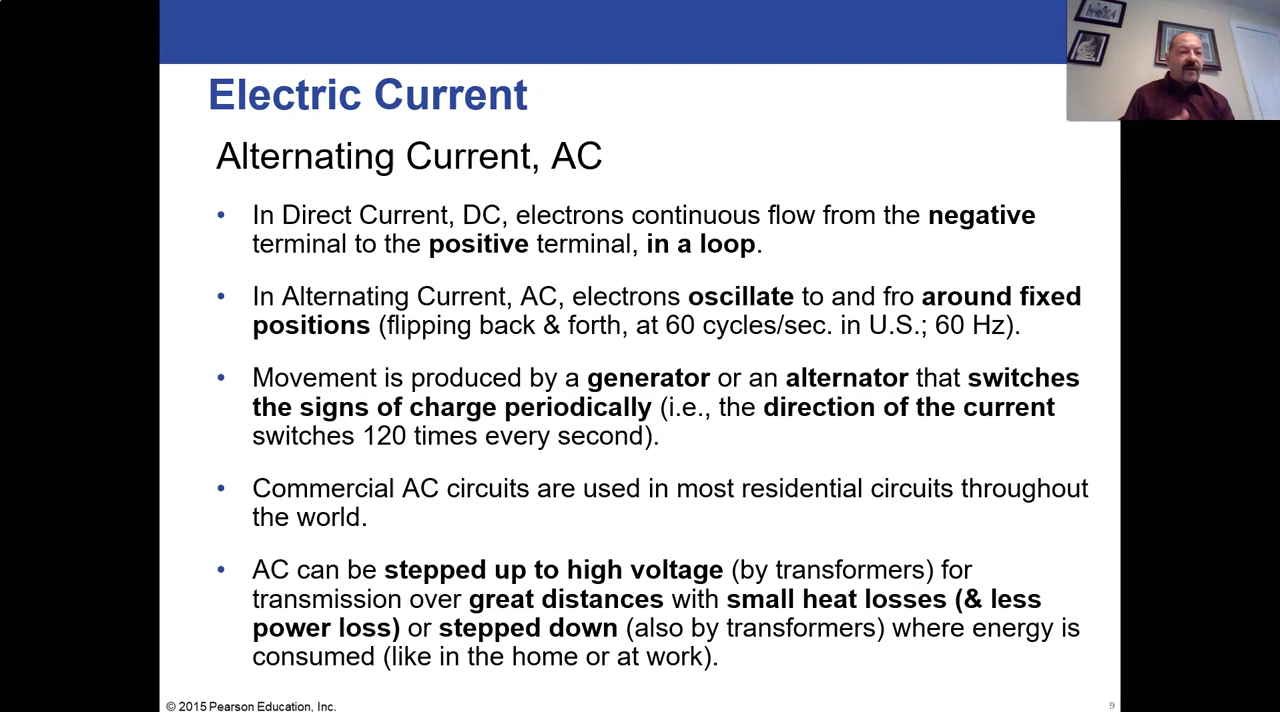 Electric Current
Alternating Current, AC
• In Direct Current, DC, electrons continuous flow from the negative
terminal to the positive terminal, in a loop.
• In Alternating Current, AC, electrons oscillate to and fro around fixed
positions (flipping back & forth, at 60 cycles/sec. in U.S.; 60 Hz).
• Movement is produced by a generator or an alternator that switches
the signs of charge periodically (i.e., the direction of the current
switches 120 times every second).
• Commercial AC circuits are used in most residential circuits throughout
the world.
• AC can be stepped up to high voltage (by transformers) for
transmission over great distances with small heat losses (& less
power loss) or stepped down (also by transformers) where energy is
consumed (like in the home or at work).
© 2015 Pearson Education, Inc.
9